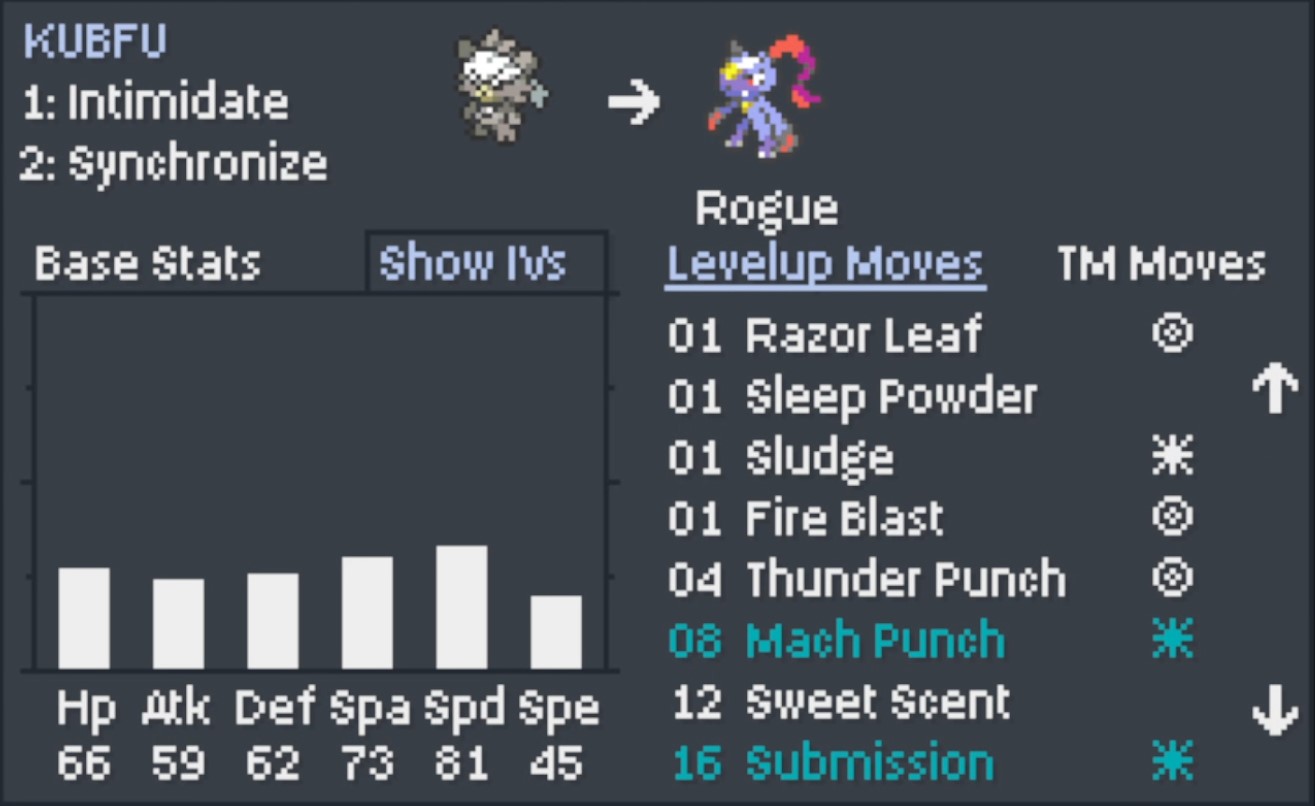 KUBFU
1: Intimidate
2: Synchronize
Rogue
Base Stats
Show IVs
Hp Atk Def Spa Spd Spe
66 59 62 73 81 45
Levelup Moves
TM Moves
01 Razor Leaf
01 Sleep Powder
01 Sludge
01 Fire Blast
04 Thunder Punch
08 Mach Punch
12 Sweet Scent
16 Submission